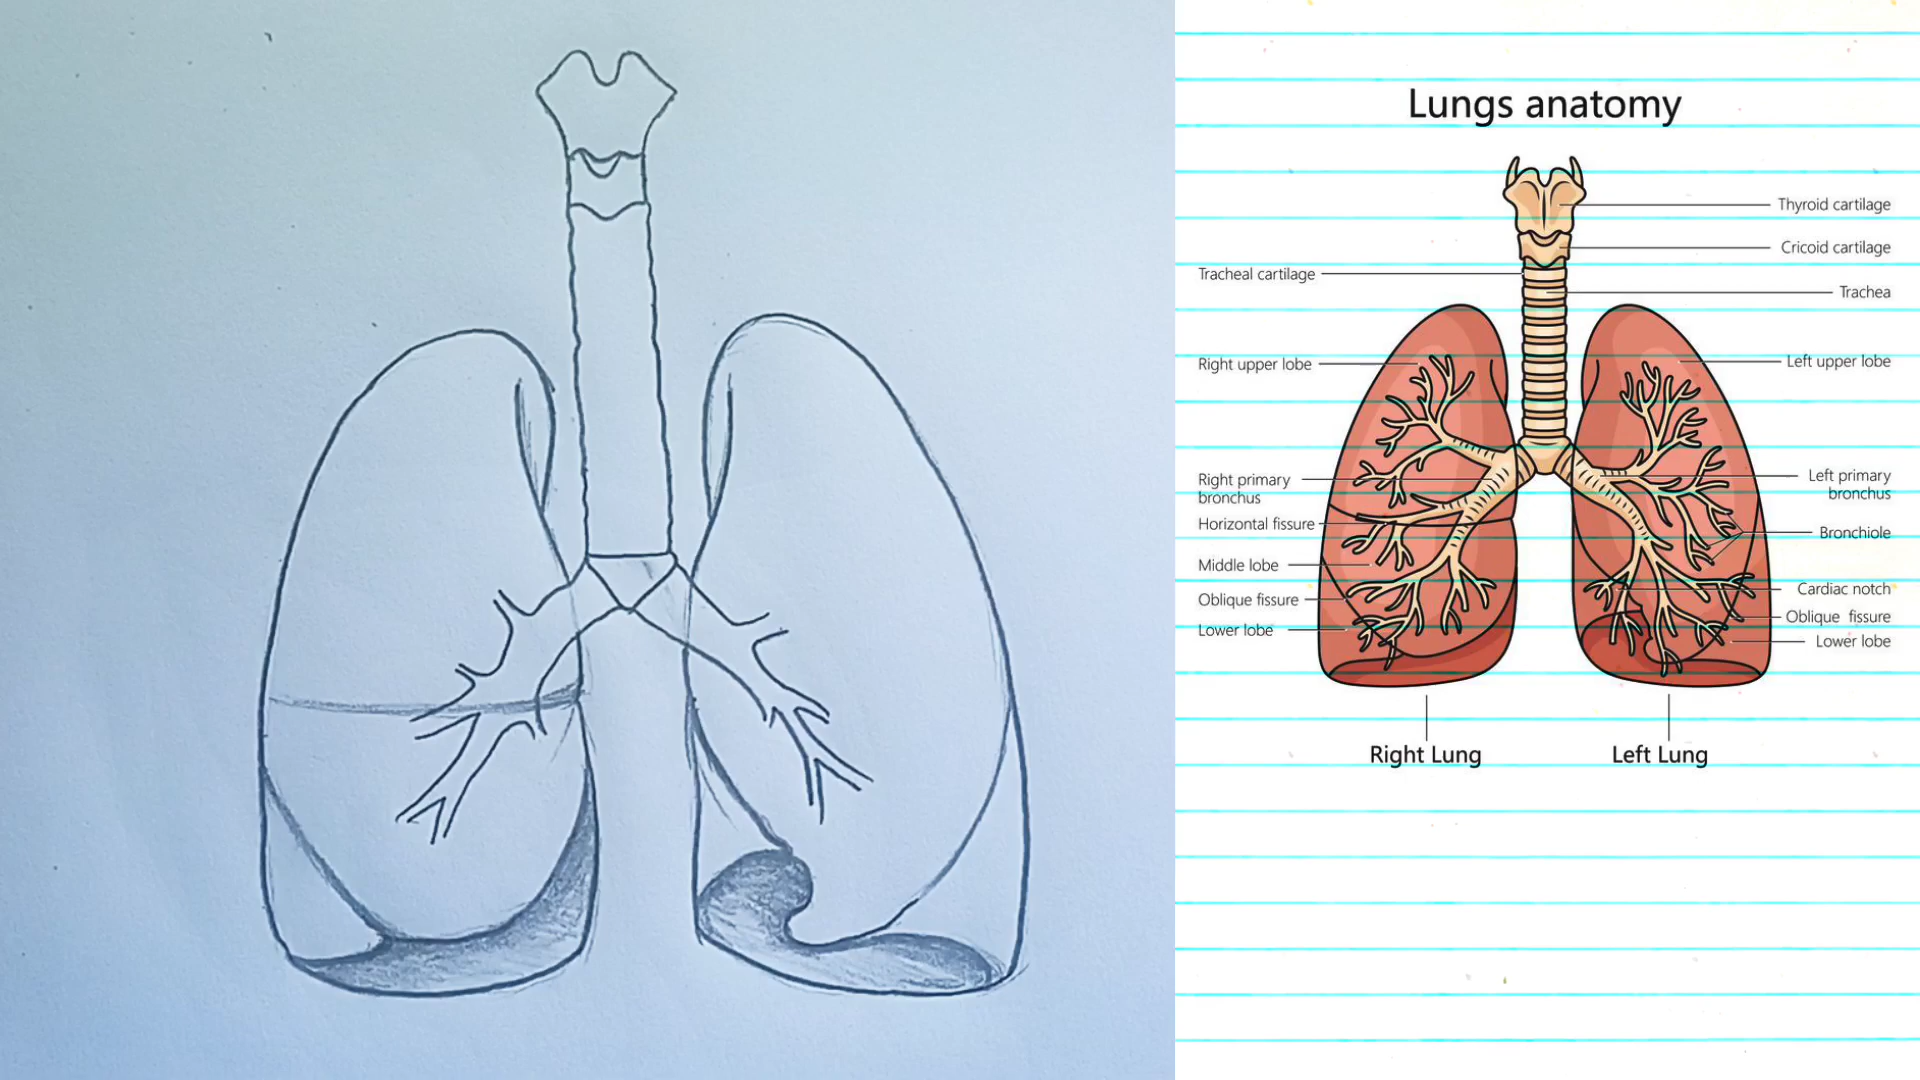 Lungs anatomy
Thyroid cartilage
Cricoid cartilage
Tracheal cartilage
Trachea
Right upper lobe
Left upper lobe
Right primary
bronchus
Left primary
bronchus
Horizontal fissure
Bronchiole
Middle lobe
Cardiac notch
Oblique fissure
Oblique fissure
Lower lobe
Lower lobe
Right Lung
Left Lung